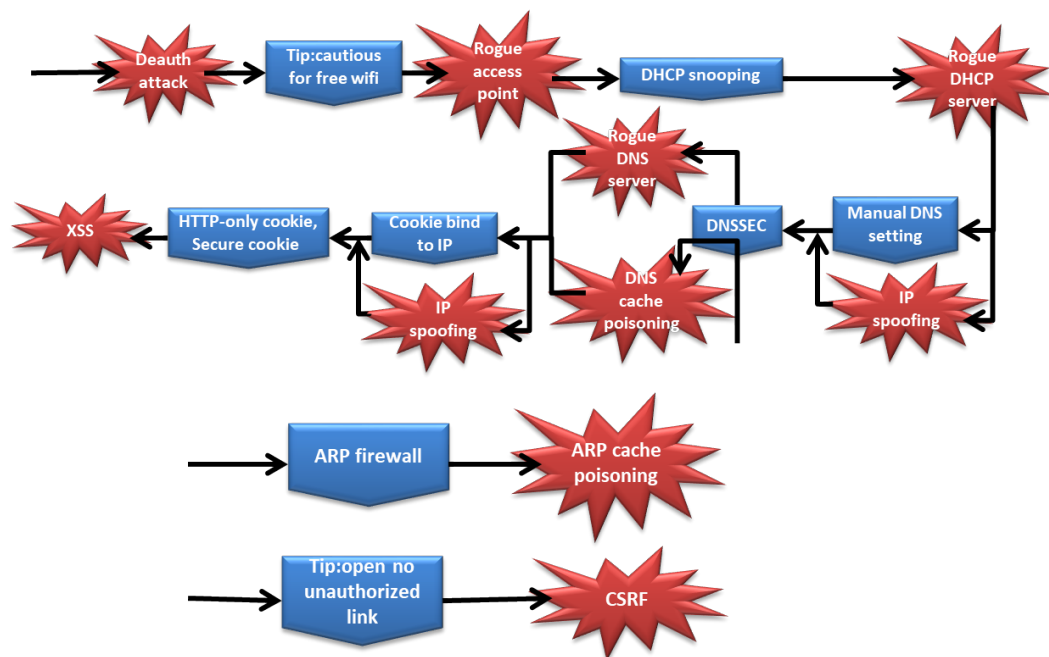 Deauth
attack
Tip:cautious
for free wifi
Rogue
access
point
DHCP snooping
Rogue
DHCP
server
Rogue
DNS
server
XSS
HTTP-only cookie,
Secure cookie
Cookie bind
to IP
DNSSEC
Manual DNS
setting
IP
spoofing
DNS
cache
poisoning
IP
spoofing
ARP firewall
ARP cache
poisoning
Tip:open no
unauthorized
link
CSRF